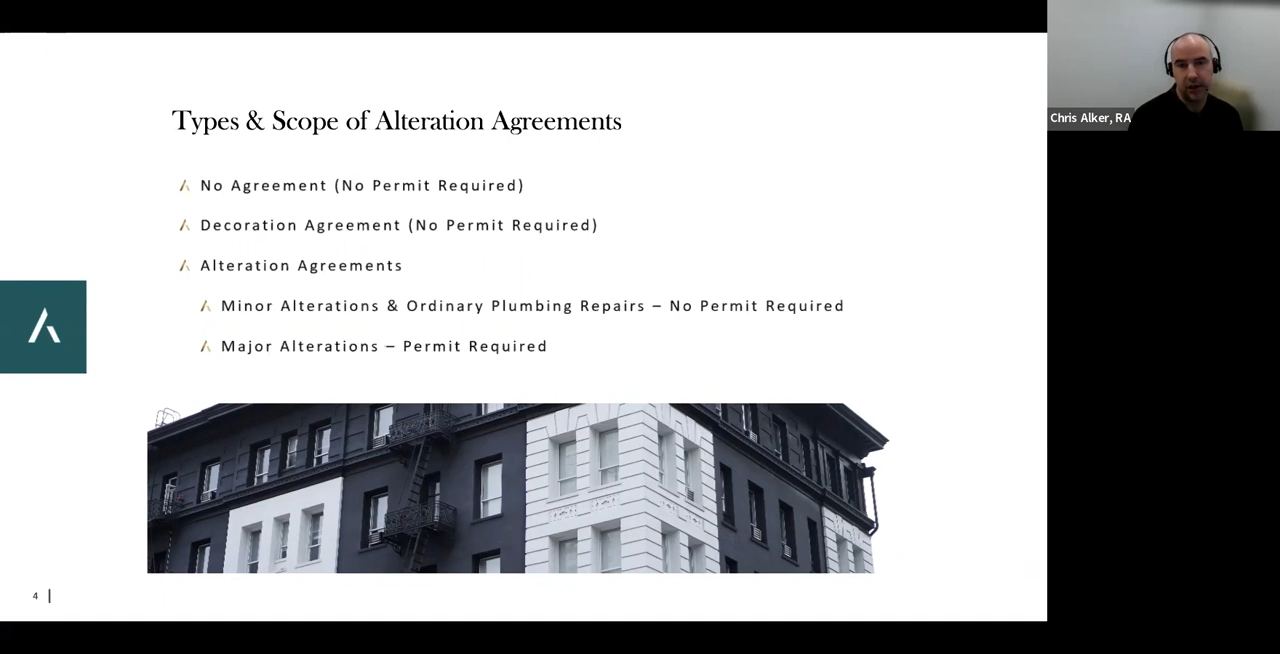 Types & Scope of Alteration Agreements
No Agreement (No Permit Required)
Decoration Agreement (No Permit Required)
Alteration Agreements
Minor Alterations & Ordinary Plumbing Repairs – No Permit Required
Major Alterations – Permit Required
4
Chris Alker, RA